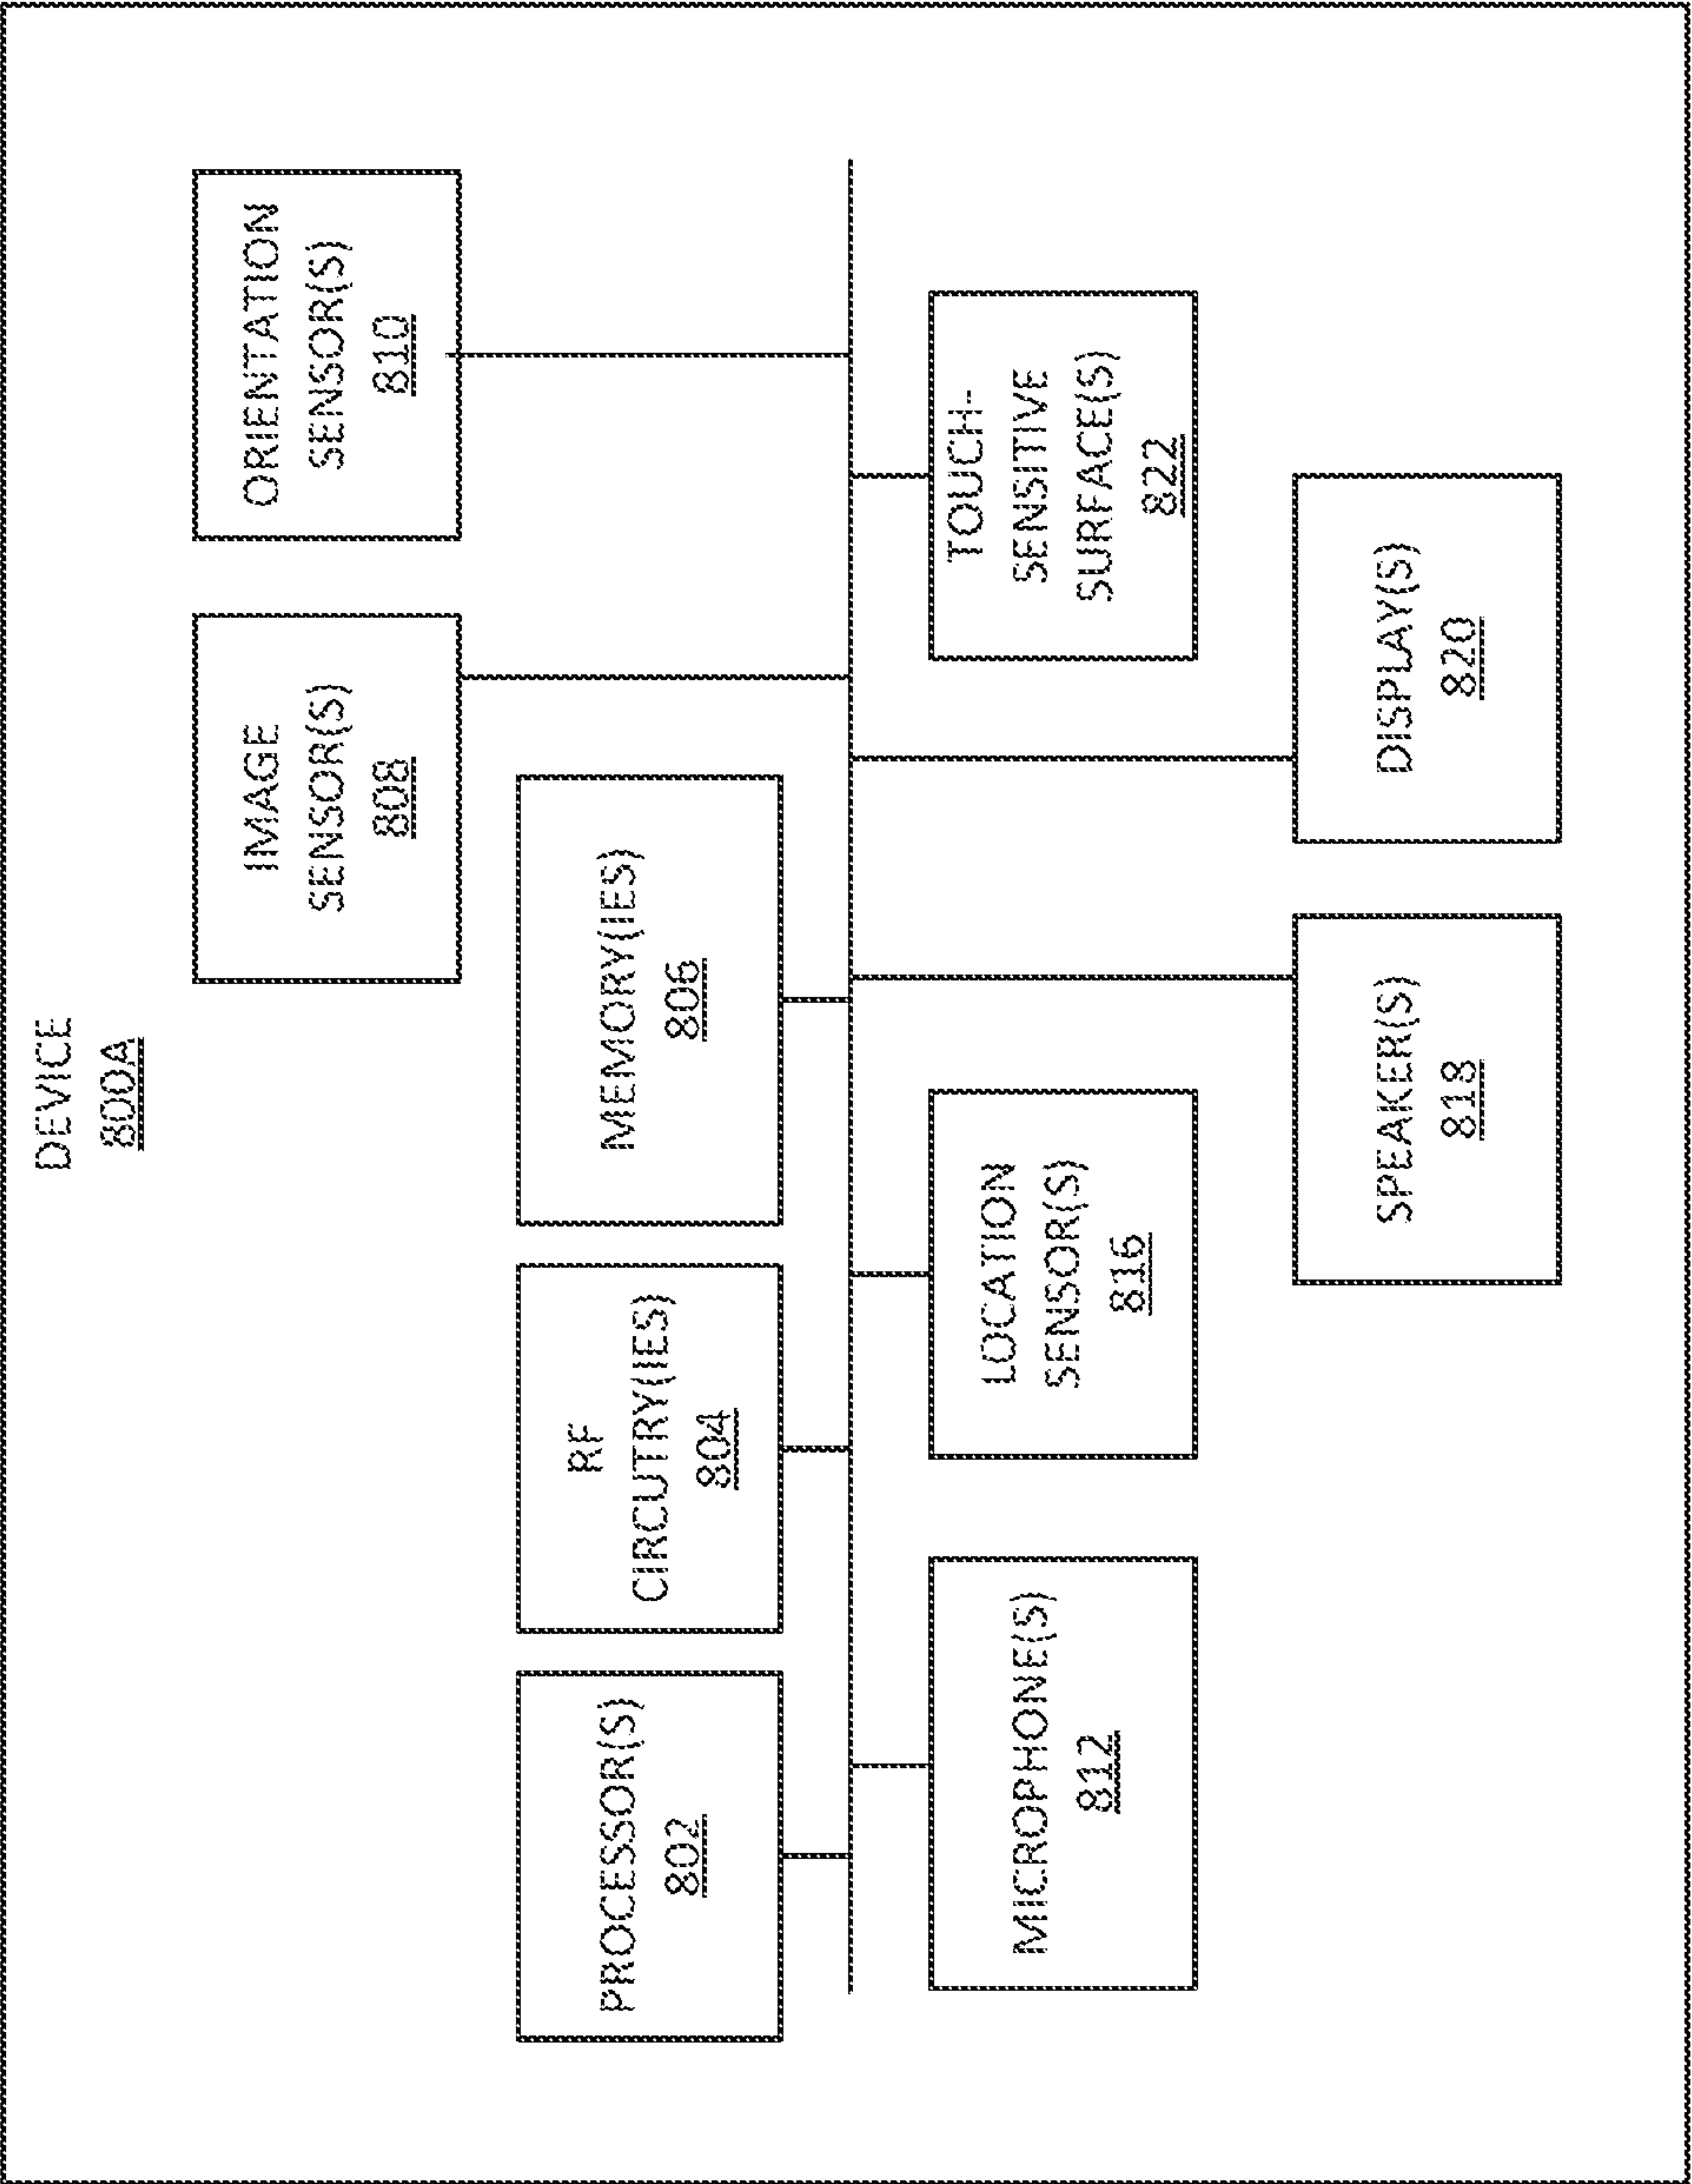 DEVICE
800A
IMAGE
SENSOR(S)
808
ORIENTATION
SENSOR(S)
810
PROCESSOR(S)
802
RF
CIRCUTRY(IES)
804
MEMORY(IES)
806
MICROPHONE(S)
812
LOCATION
SENSOR(S)
816
TOUCH-
SENSITIVE
SURFACE(S)
822
SPEAKER(S)
818
DISPLAY(S)
820